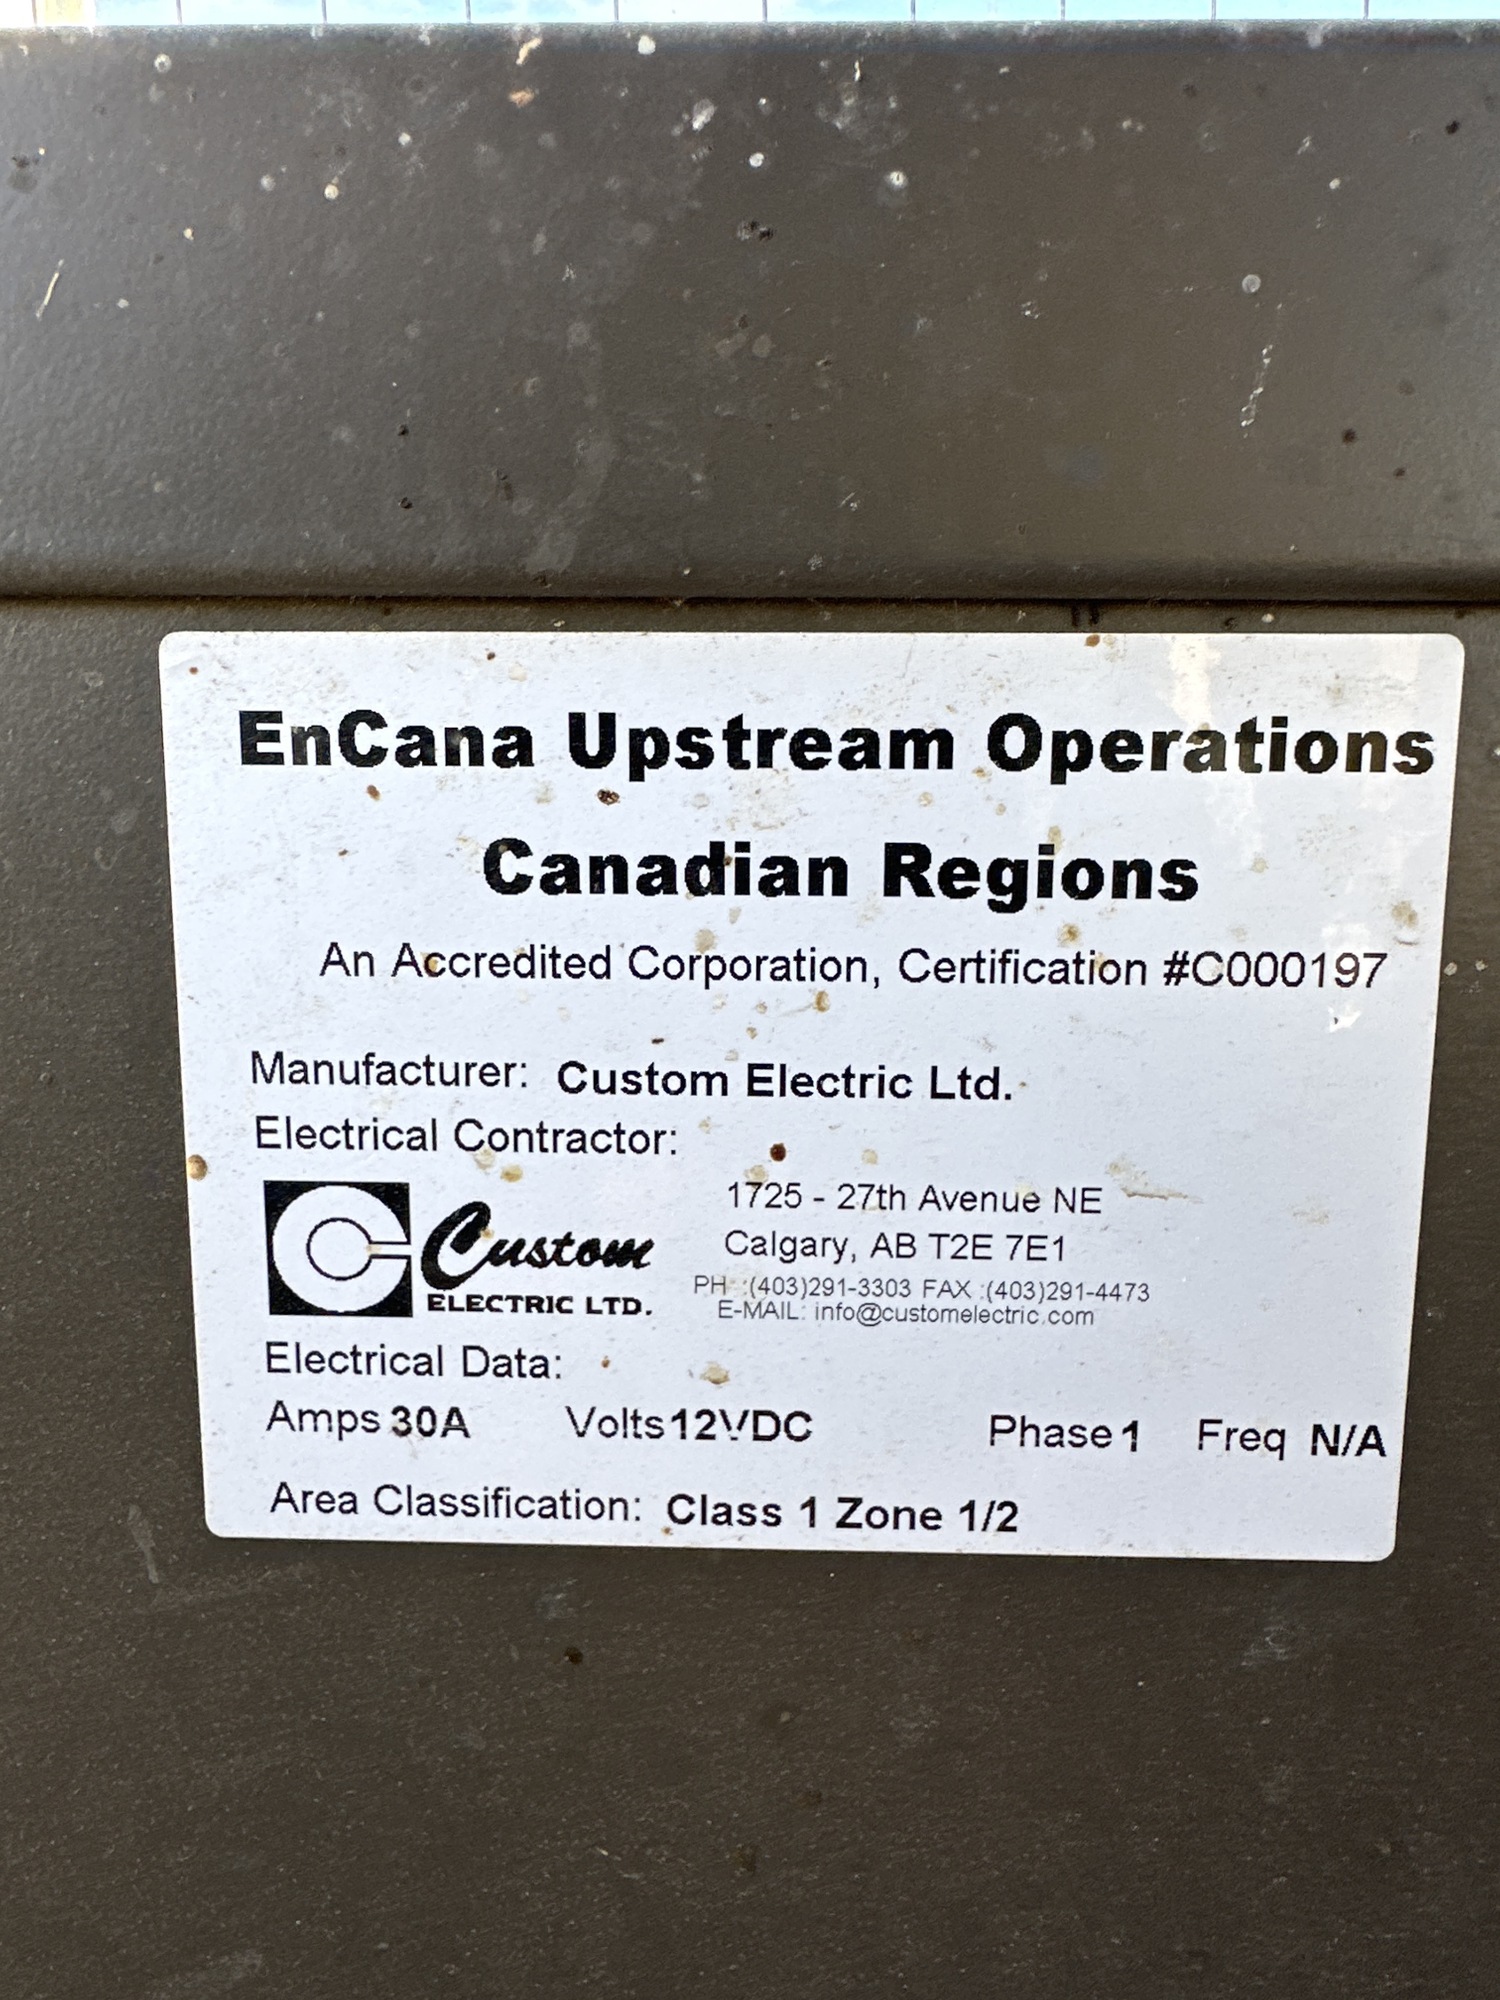 EnCana Upstream Operations
Canadian Regions
An Accredited Corporation, Certification #C000197
Manufacturer: Custom Electric Ltd.
Electrical Contractor:
Custom
ELECTRIC LTD.
1725 - 27th Avenue NE
Calgary, AB T2E 7E1
PH :(403)291-3303 FAX :(403)291-4473
E-MAIL: info@customelectric.com
Electrical Data:
Amps 30A Volts 12VDC Phase 1 Freq N/A
Area Classification: Class 1 Zone 1/2